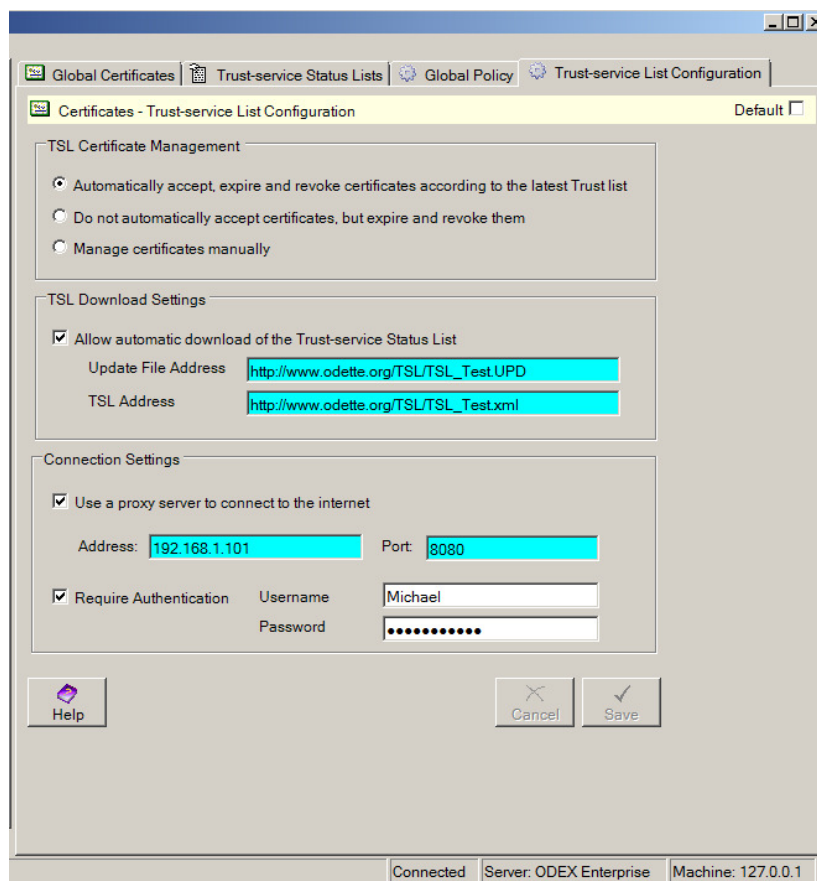 Global Certificates Trust-service Status Lists Global Policy Trust-service List Configuration
Certificates - Trust-service List Configuration Default
TSL Certificate Management
Automatically accept, expire and revoke certificates according to the latest Trust list
Do not automatically accept certificates, but expire and revoke them
Manage certificates manually
TSL Download Settings
Allow automatic download of the Trust-service Status List
Update File Address http://www.odette.org/TSL/TSL_Test.UPD
TSL Address http://www.odette.org/TSL/TSL_Test.xml
Connection Settings
Use a proxy server to connect to the internet
Address: 192.168.1.101 Port: 8080
Require Authentication Username Michael
Password •••••••••••
Help Cancel Save
Connected Server: ODEX Enterprise Machine: 127.0.0.1